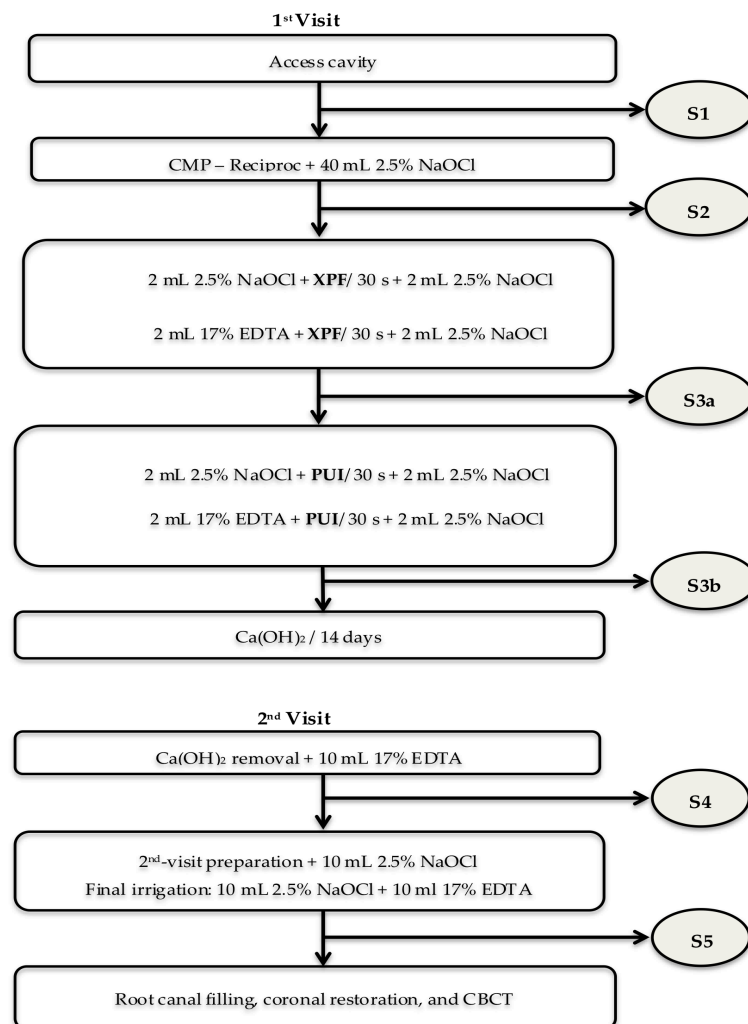 1st Visit
Access cavity
S1
CMP – Reciproc + 40 mL 2.5% NaOCl
S2
2 mL 2.5% NaOCl + XPF/ 30 s + 2 mL 2.5% NaOCl
2 mL 17% EDTA + XPF/ 30 s + 2 mL 2.5% NaOCl
S3a
2 mL 2.5% NaOCl + PUI/ 30 s + 2 mL 2.5% NaOCl
2 mL 17% EDTA + PUI/ 30 s + 2 mL 2.5% NaOCl
S3b
Ca(OH)₂ / 14 days
2nd Visit
Ca(OH)₂ removal + 10 mL 17% EDTA
S4
2nd-visit preparation + 10 mL 2.5% NaOCl
Final irrigation: 10 mL 2.5% NaOCl + 10 ml 17% EDTA
S5
Root canal filling, coronal restoration, and CBCT